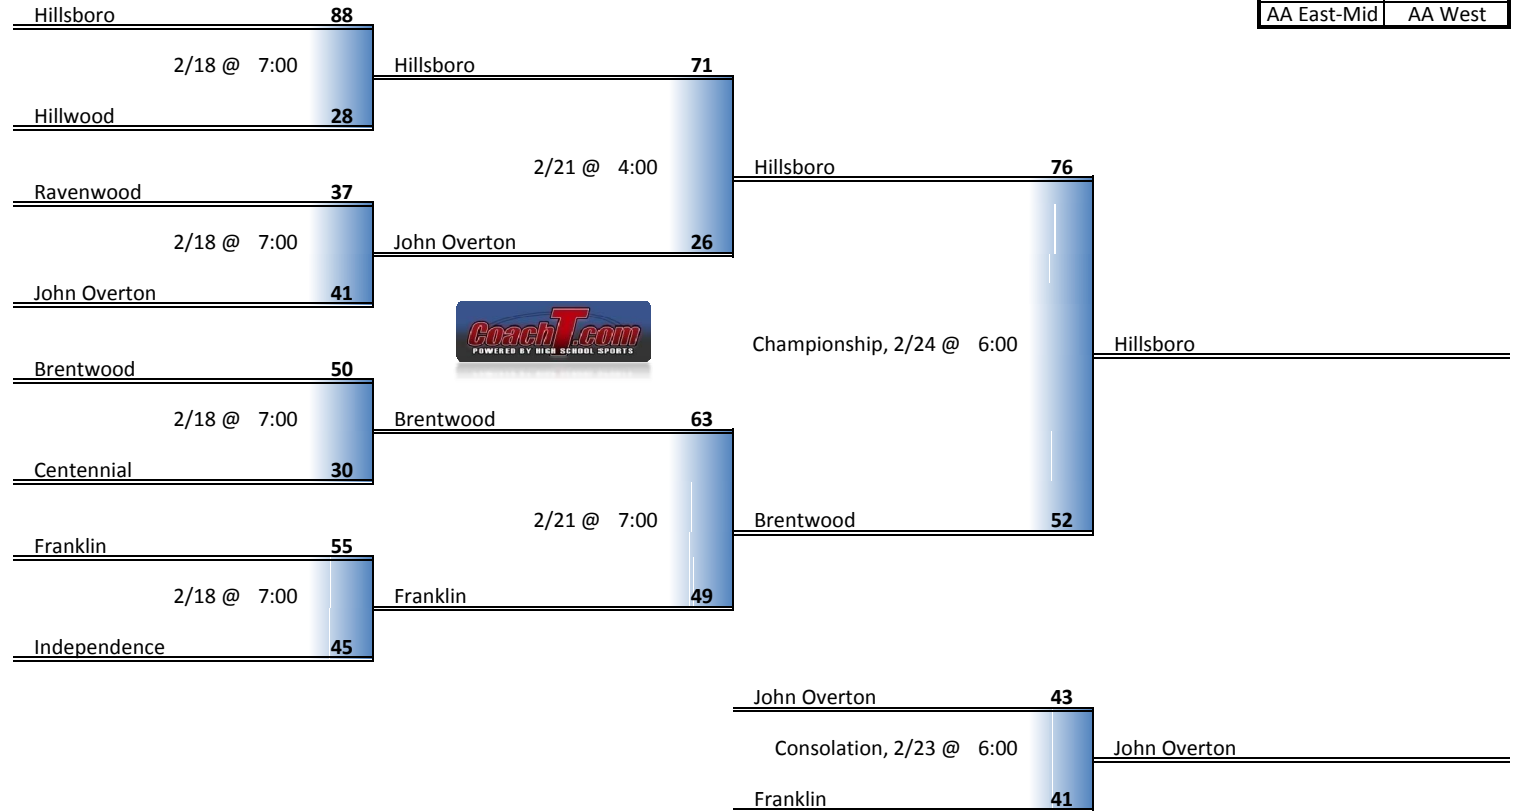 Hillsboro 88
AA East-Mid AA West
2/18 @ 7:00
Hillsboro 71
Hillwood 28
2/21 @ 4:00
Hillsboro 76
Ravenwood 37
2/18 @ 7:00
John Overton 26
John Overton 41
CoachT.com
POWERED BY HIGH SCHOOL SPORTS
Championship, 2/24 @ 6:00
Hillsboro
Brentwood 50
2/18 @ 7:00
Brentwood 63
Centennial 30
2/21 @ 7:00
Brentwood 52
Franklin 55
2/18 @ 7:00
Franklin 49
Independence 45
John Overton 43
Consolation, 2/23 @ 6:00
John Overton
Franklin 41